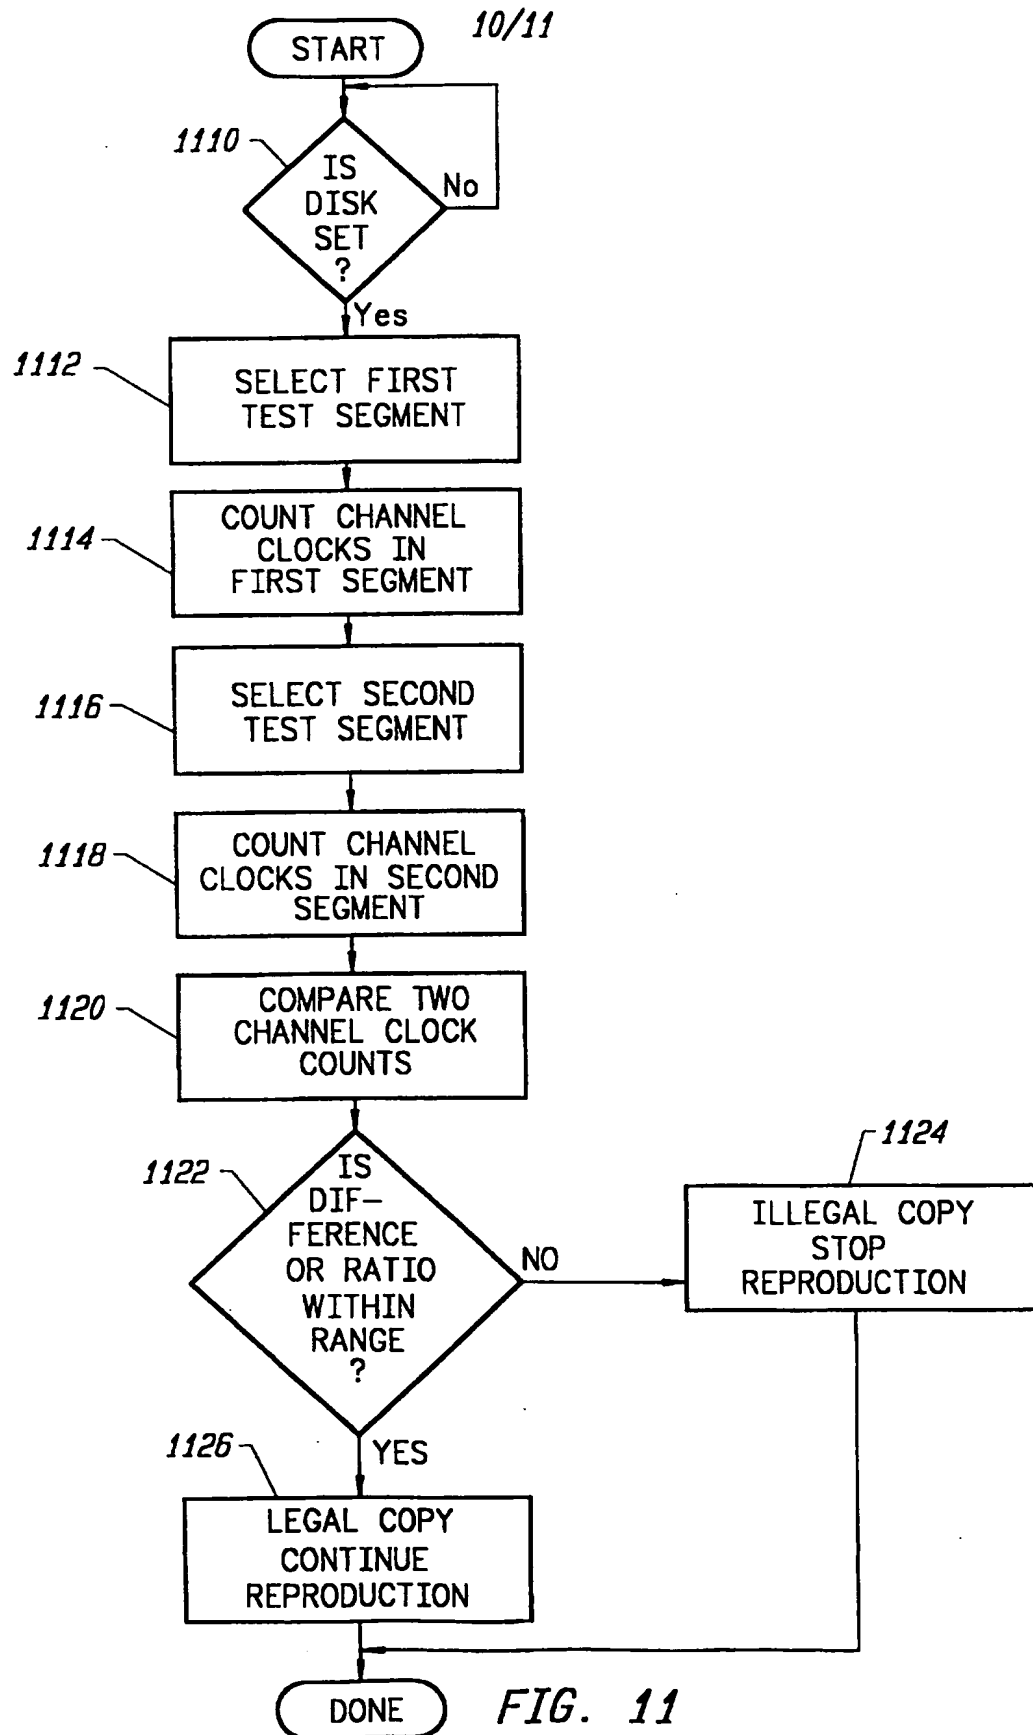 10/11
START
1110
IS
DISK
SET
?
No
Yes
1112
SELECT FIRST
TEST SEGMENT
1114
COUNT CHANNEL
CLOCKS IN
FIRST SEGMENT
1116
SELECT SECOND
TEST SEGMENT
1118
COUNT CHANNEL
CLOCKS IN SECOND
SEGMENT
1120
COMPARE TWO
CHANNEL CLOCK
COUNTS
1122
IS
DIF-
FERENCE
OR RATIO
WITHIN
RANGE
?
NO
1124
ILLEGAL COPY
STOP
REPRODUCTION
YES
1126
LEGAL COPY
CONTINUE
REPRODUCTION
DONE
FIG. 11